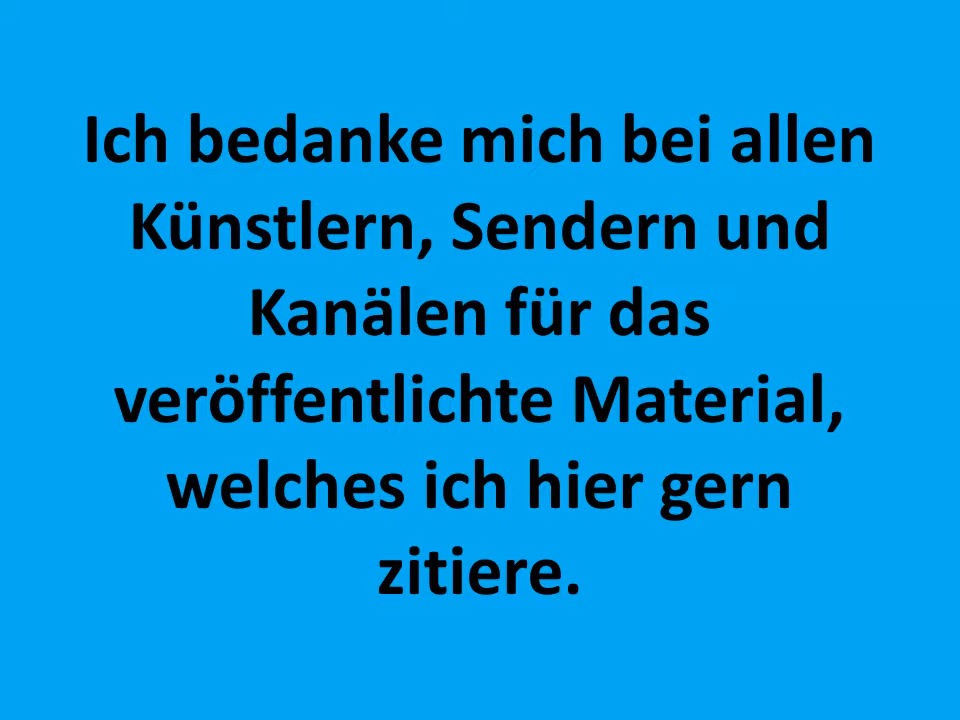 Ich bedanke mich bei allen
Künstlern, Sendern und
Kanälen für das
veröffentlichte Material,
welches ich hier gern
zitiere.